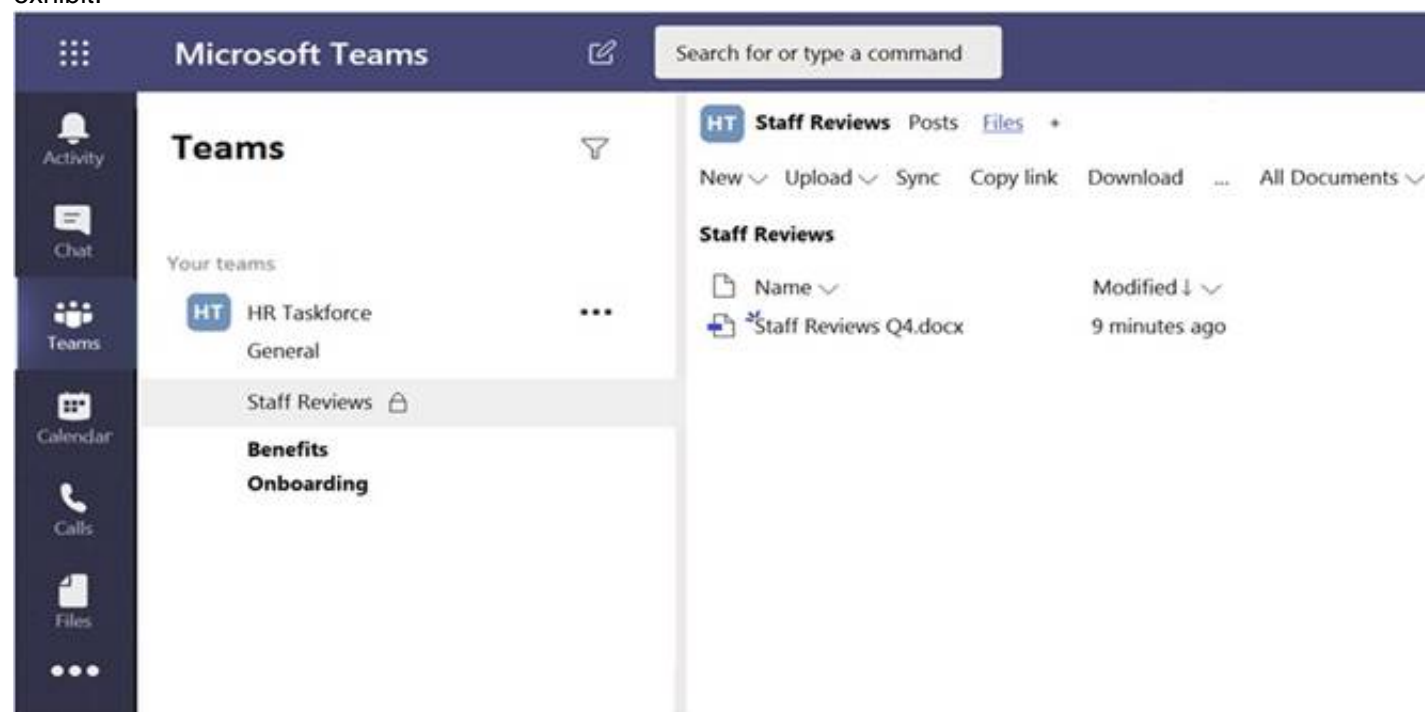 exhibit.
Microsoft Teams
Search for or type a command
Activity
Chat
Teams
Calendar
Calls
Files
Teams
Your teams
HT HR Taskforce
General
Staff Reviews
Benefits
Onboarding
HT Staff Reviews Posts Files +
New Upload Sync Copy link Download ... All Documents
Staff Reviews
Name Modified↓
Staff Reviews Q4.docx 9 minutes ago